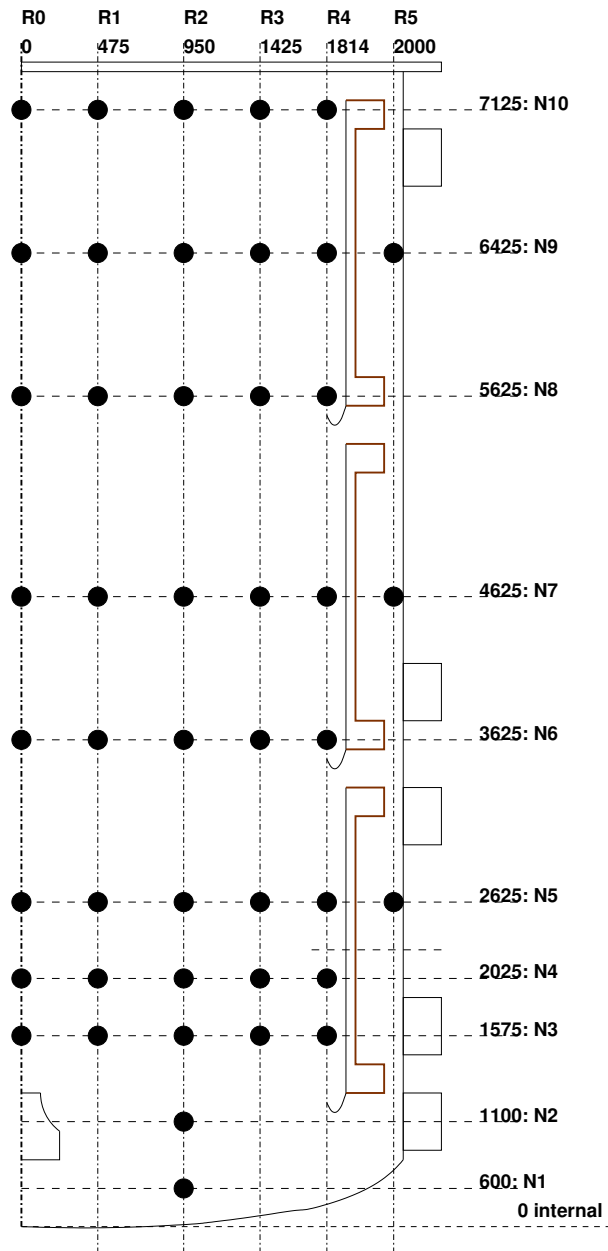 R0 R1 R2 R3 R4 R5
0 475 950 1425 1814 2000
7125: N10
6425: N9
5625: N8
4625: N7
3625: N6
2625: N5
2025: N4
1575: N3
1100: N2
600: N1
0 internal